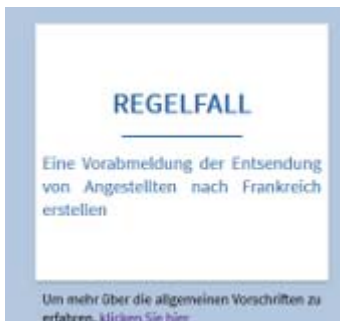 REGELFALL
Eine Vorabmeldung der Entsendung
von Angestellten nach Frankreich
erstellen
Um mehr über die allgemeinen Vorschriften zu
erfahren, klicken Sie hier